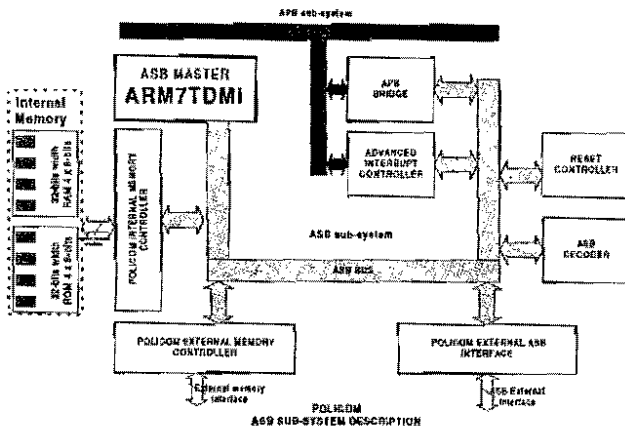 APB sub-system
ASB MASTER
ARM7TDMI
APB
BRIDGE
Internal
Memory
32-bits width
RAM 4 x 8-bits
32-bits width
ROM 4 x 8-bits
POLICOM INTERNAL MEMORY
CONTROLLER
ADVANCED
INTERRUPT
CONTROLLER
RESET
CONTROLLER
ASB sub-system
ASB
DECODER
ASB BUS
POLICOM EXTERNAL MEMORY
CONTROLLER
POLICOM EXTERNAL ASB
INTERFACE
External memory
Interface
ASB External
Interface
POLICOM
ASB SUB-SYSTEM DESCRIPTION